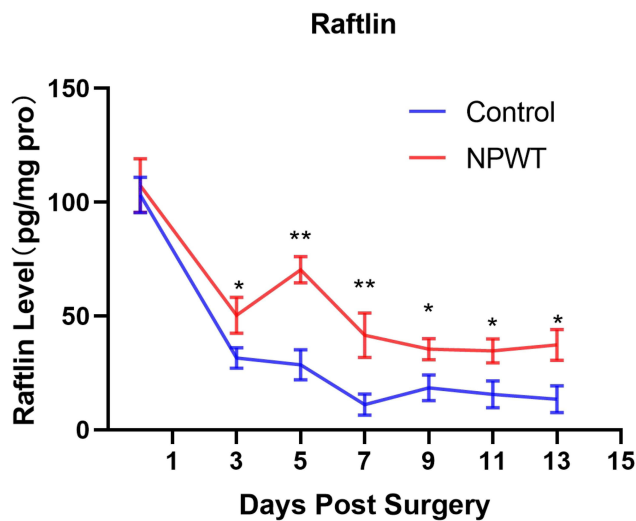 Raftlin
Raftlin Level（pg/mg pro）
150
100
50
0
Control
NPWT
*
**
**
*
*
*
1 3 5 7 9 11 13 15
Days Post Surgery